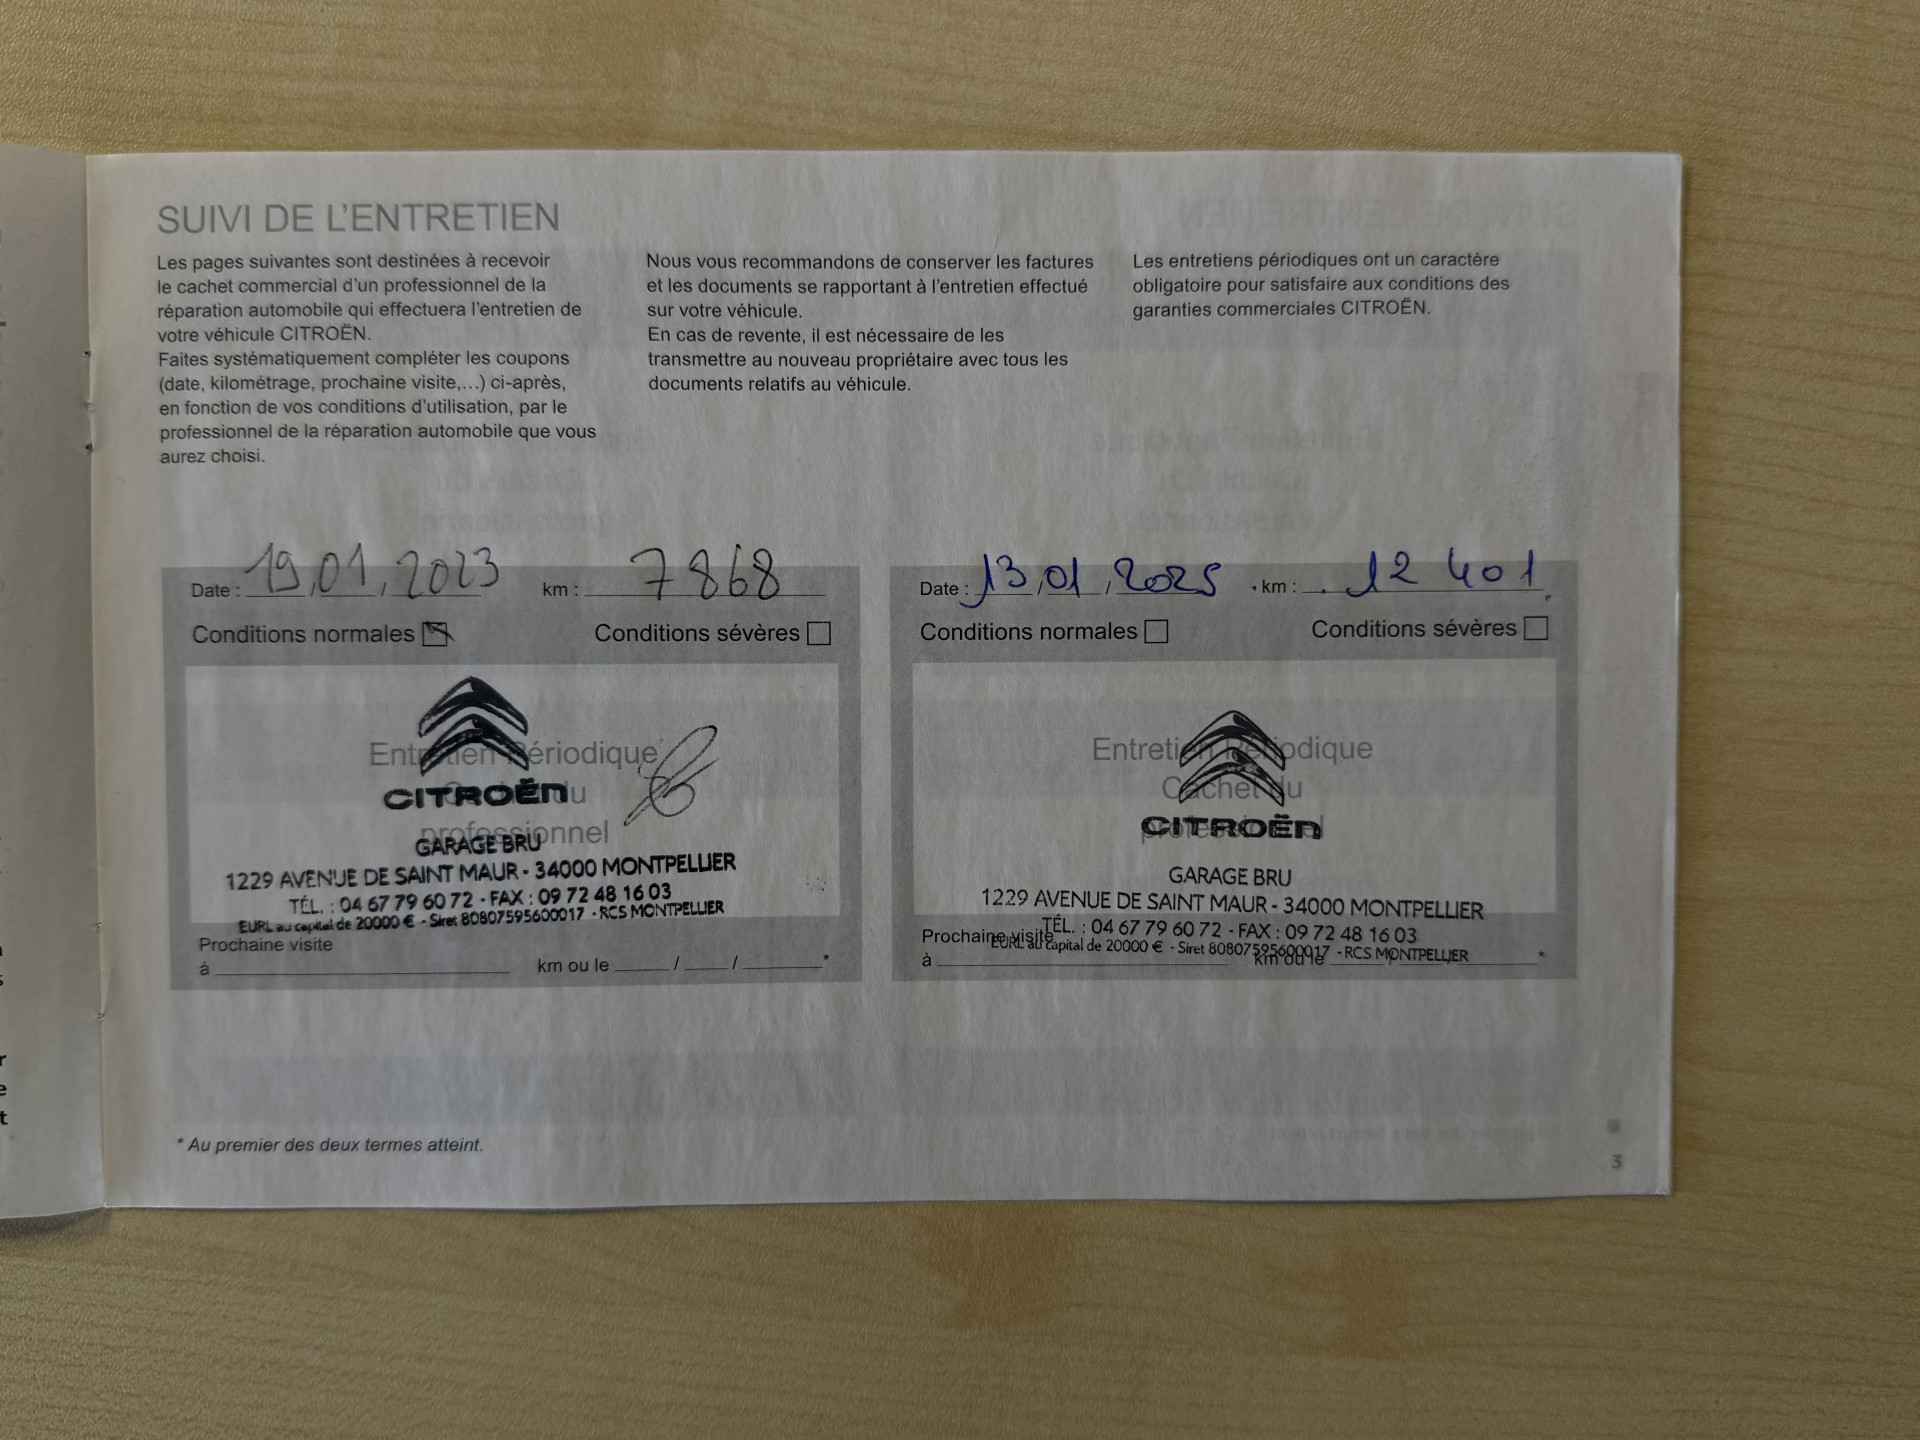 SUIVI DE L'ENTRETIEN
Les pages suivantes sont destinées à recevoir
le cachet commercial d'un professionnel de la
réparation automobile qui effectuera l'entretien de
votre véhicule CITROËN.
Faites systématiquement compléter les coupons
(date, kilométrage, prochaine visite,...) ci-après,
en fonction de vos conditions d'utilisation, par le
professionnel de la réparation automobile que vous
aurez choisi.
Nous vous recommandons de conserver les factures
et les documents se rapportant à l'entretien effectué
sur votre véhicule.
En cas de revente, il est nécessaire de les
transmettre au nouveau propriétaire avec tous les
documents relatifs au véhicule.
Les entretiens périodiques ont un caractère
obligatoire pour satisfaire aux conditions des
garanties commerciales CITROËN.
Date : 19,01,2023 km : 7868
Conditions normales Conditions sévères
Entretien Périodique
Cachet du
professionnel
CITROËN
GARAGE BRU
1229 AVENUE DE SAINT MAUR - 34000 MONTPELLIER
TÉL. : 04 67 79 60 72 - FAX : 09 72 48 16 03
EURL au capital de 20000 € - Siret 80807595600017 - RCS MONTPELLIER
Prochaine visite
à km ou le / / *
Date : 13,01,2025 km : 12 401
Conditions normales Conditions sévères
Entretien Périodique
Cachet du
professionnel
CITROËN
GARAGE BRU
1229 AVENUE DE SAINT MAUR - 34000 MONTPELLIER
TÉL. : 04 67 79 60 72 - FAX : 09 72 48 16 03
EURL au capital de 20000 € - Siret 80807595600017 - RCS MONTPELLIER
Prochaine visite
à km ou le / / *
* Au premier des deux termes atteint.
3